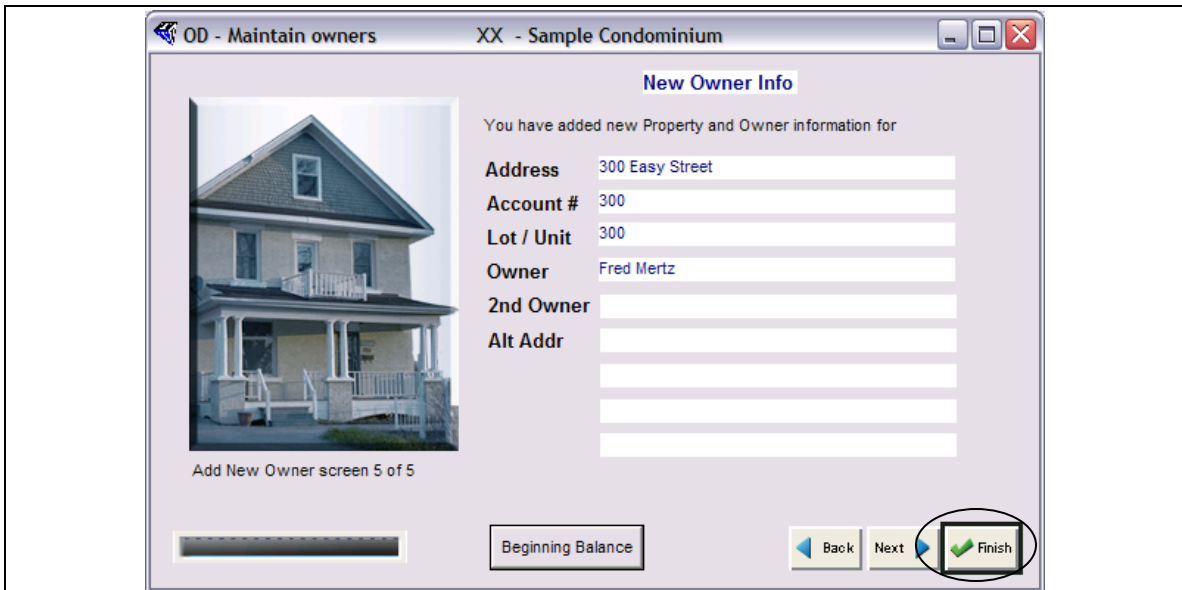 OD - Maintain owners XX - Sample Condominium
New Owner Info
You have added new Property and Owner information for
Address 300 Easy Street
Account # 300
Lot / Unit 300
Owner Fred Mertz
2nd Owner
Alt Addr
Add New Owner screen 5 of 5
Beginning Balance Back Next Finish